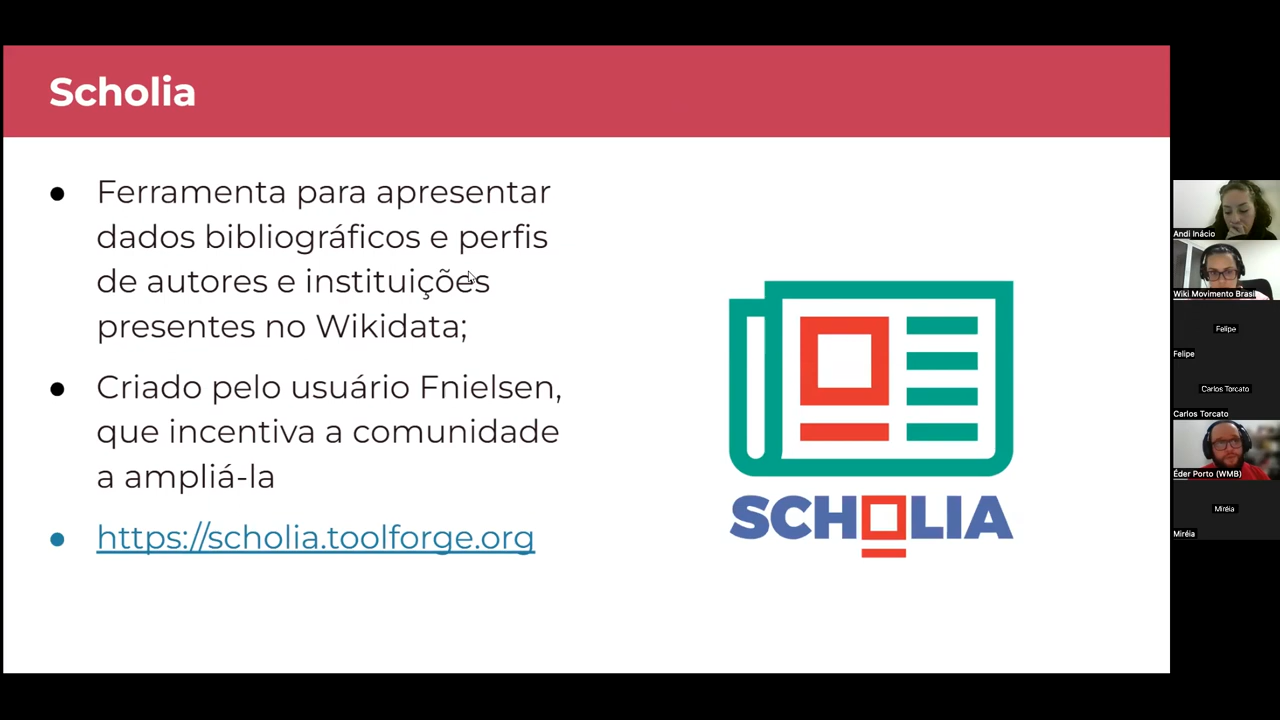 Scholia
● Ferramenta para apresentar
dados bibliográficos e perfis
de autores e instituições
presentes no Wikidata;
● Criado pelo usuário Fnielsen,
que incentiva a comunidade
a ampliá-la
● https://scholia.toolforge.org
SCHOLIA
Andi Inácio
Wiki Movimento Brasil
Felipe
Felipe
Carlos Torcato
Carlos Torcato
Éder Porto (WMB)
Miréia
Miréia